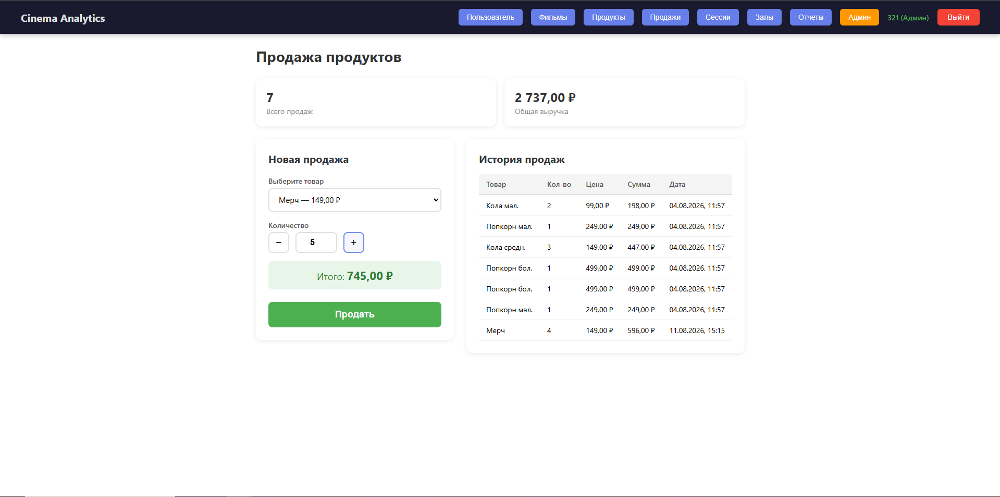 Cinema Analytics
Пользователь Фильмы Продукты Продажи Сессии Залы Отчеты Админ 321 (Админ) Выйти
Продажа продуктов
7
Всего продаж
2 737,00 ₽
Общая выручка
Новая продажа
Выберите товар
Мерч — 149,00 ₽
Количество
− 5 +
Итого: 745,00 ₽
Продать
История продаж
Товар Кол-во Цена Сумма Дата
Кола мал. 2 99,00 ₽ 198,00 ₽ 04.08.2026, 11:57
Попкорн мал. 1 249,00 ₽ 249,00 ₽ 04.08.2026, 11:57
Кола средн. 3 149,00 ₽ 447,00 ₽ 04.08.2026, 11:57
Попкорн бол. 1 499,00 ₽ 499,00 ₽ 04.08.2026, 11:57
Попкорн бол. 1 499,00 ₽ 499,00 ₽ 04.08.2026, 11:57
Попкорн мал. 1 249,00 ₽ 249,00 ₽ 04.08.2026, 11:57
Мерч 4 149,00 ₽ 596,00 ₽ 11.08.2026, 15:15